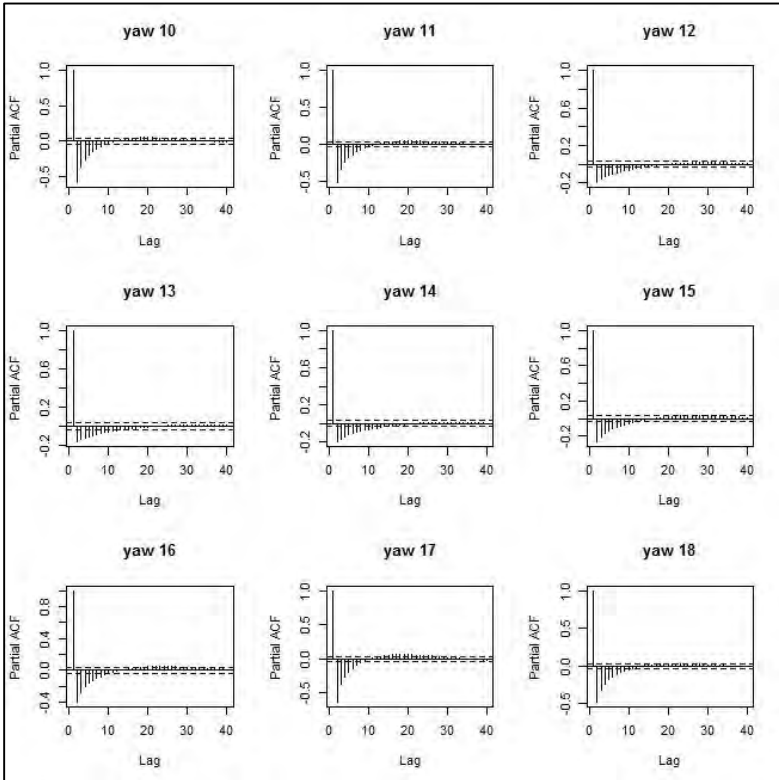 yaw 10
Partial ACF
-0.5 0.0 0.5 1.0
0 10 20 30 40
Lag
yaw 11
Partial ACF
-0.5 0.0 0.5 1.0
0 10 20 30 40
Lag
yaw 12
Partial ACF
-0.2 0.2 0.6 1.0
0 10 20 30 40
Lag
yaw 13
Partial ACF
-0.2 0.2 0.6 1.0
0 10 20 30 40
Lag
yaw 14
Partial ACF
-0.2 0.2 0.6 1.0
0 10 20 30 40
Lag
yaw 15
Partial ACF
-0.2 0.2 0.6 1.0
0 10 20 30 40
Lag
yaw 16
Partial ACF
-0.4 0.0 0.4 0.8
0 10 20 30 40
Lag
yaw 17
Partial ACF
-0.5 0.0 0.5 1.0
0 10 20 30 40
Lag
yaw 18
Partial ACF
-0.5 0.0 0.5 1.0
0 10 20 30 40
Lag